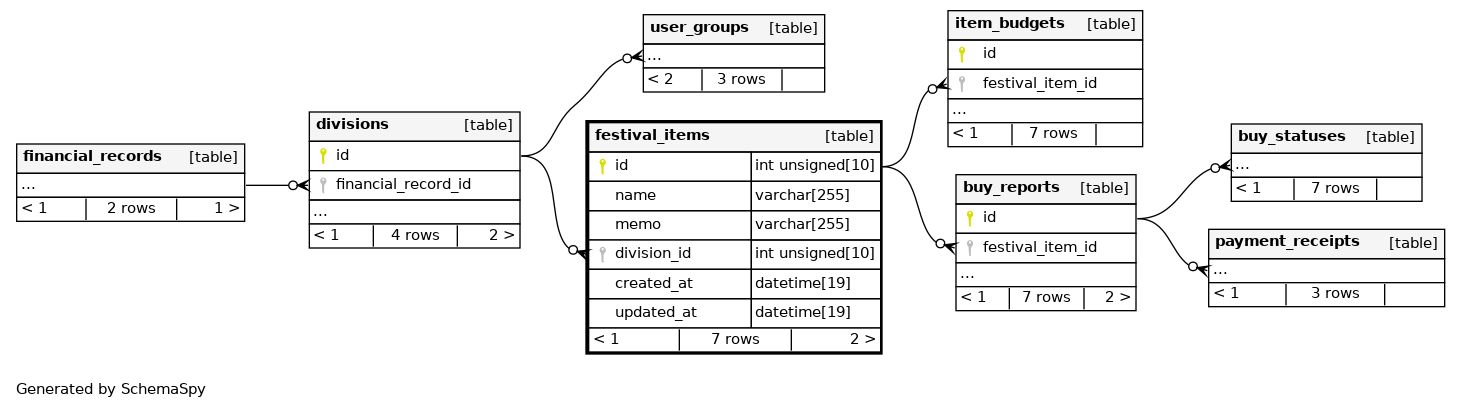 financial_records [table]
...
< 1 2 rows 1 >
divisions [table]
id
financial_record_id
...
< 1 4 rows 2 >
user_groups [table]
...
< 2 3 rows
festival_items [table]
id int unsigned[10]
name varchar[255]
memo varchar[255]
division_id int unsigned[10]
created_at datetime[19]
updated_at datetime[19]
< 1 7 rows 2 >
item_budgets [table]
id
festival_item_id
...
< 1 7 rows
buy_reports [table]
id
festival_item_id
...
< 1 7 rows 2 >
buy_statuses [table]
...
< 1 7 rows
payment_receipts [table]
...
< 1 3 rows
Generated by SchemaSpy